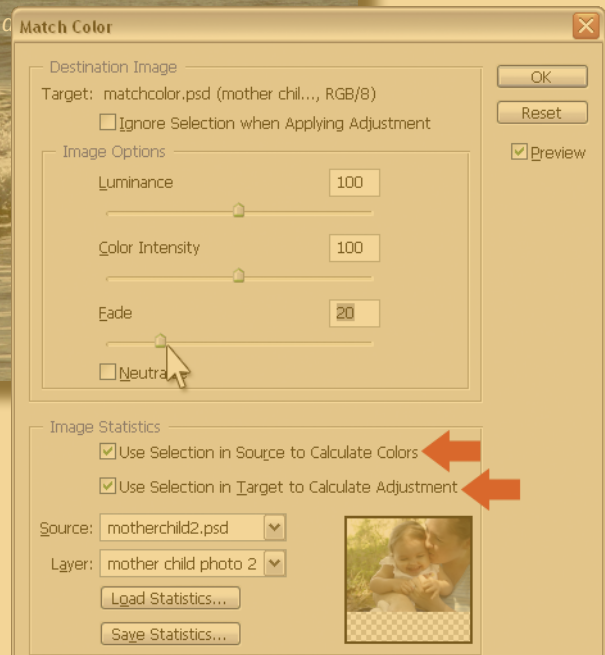 Match Color
Destination Image
Target: matchcolor.psd (mother chil..., RGB/8)
Ignore Selection when Applying Adjustment
Image Options
Luminance 100
Color Intensity 100
Fade 20
OK
Reset
Preview
Image Statistics
Use Selection in Source to Calculate Colors
Use Selection in Target to Calculate Adjustment
Source: motherchild2.psd
Layer: mother child photo 2
Load Statistics...
Save Statistics...